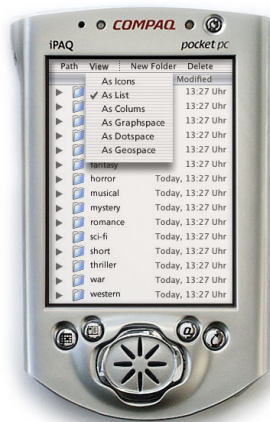 COMPAQ
iPAQ pocket pc
Path View New Folder Delete
As Icons Modified
✓ As List 13:27 Uhr
As Colums 13:27 Uhr
As Graphspace 13:27 Uhr
As Dotspace 13:27 Uhr
As Geospace 13:27 Uhr
fantasy 13:27 Uhr
horror Today, 13:27 Uhr
musical Today, 13:27 Uhr
mystery Today, 13:27 Uhr
romance Today, 13:27 Uhr
sci-fi Today, 13:27 Uhr
short Today, 13:27 Uhr
thriller Today, 13:27 Uhr
war Today, 13:27 Uhr
western Today, 13:27 Uhr
@